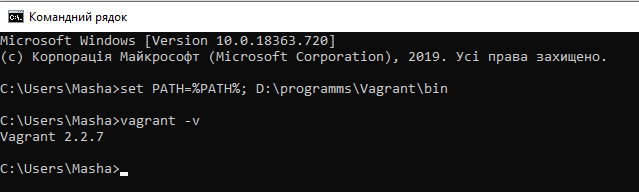 Командний рядок
Microsoft Windows [Version 10.0.18363.720]
(c) Корпорація Майкрософт (Microsoft Corporation), 2019. Усі права захищено.
C:\Users\Masha>set PATH=%PATH%; D:\programms\Vagrant\bin
C:\Users\Masha>vagrant -v
Vagrant 2.2.7
C:\Users\Masha>